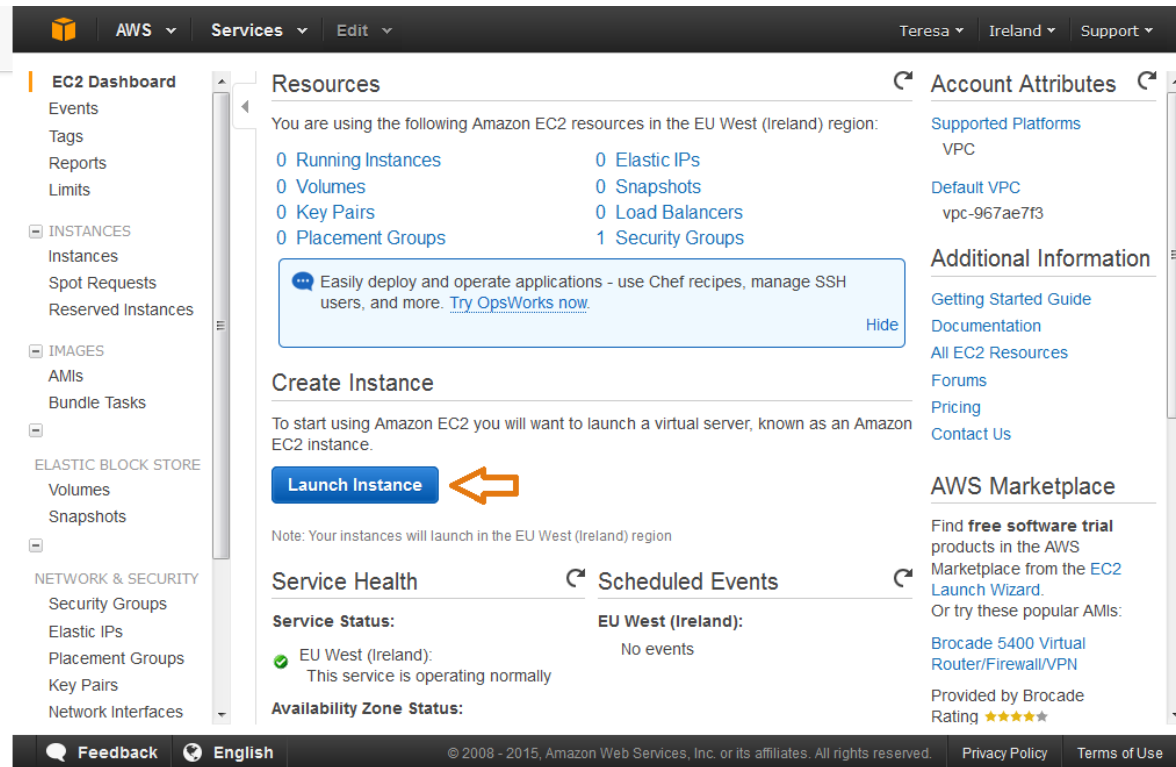 AWS Services Edit Teresa Ireland Support
EC2 Dashboard
Events
Tags
Reports
Limits
INSTANCES
Instances
Spot Requests
Reserved Instances
IMAGES
AMIs
Bundle Tasks
ELASTIC BLOCK STORE
Volumes
Snapshots
NETWORK & SECURITY
Security Groups
Elastic IPs
Placement Groups
Key Pairs
Network Interfaces
Resources
You are using the following Amazon EC2 resources in the EU West (Ireland) region:
0 Running Instances 0 Elastic IPs
0 Volumes 0 Snapshots
0 Key Pairs 0 Load Balancers
0 Placement Groups 1 Security Groups
Easily deploy and operate applications - use Chef recipes, manage SSH
users, and more. Try OpsWorks now.
Hide
Create Instance
To start using Amazon EC2 you will want to launch a virtual server, known as an Amazon
EC2 instance.
Launch Instance
Note: Your instances will launch in the EU West (Ireland) region
Service Health
Service Status:
EU West (Ireland):
This service is operating normally
Availability Zone Status:
Scheduled Events
EU West (Ireland):
No events
Account Attributes
Supported Platforms
VPC
Default VPC
vpc-967ae7f3
Additional Information
Getting Started Guide
Documentation
All EC2 Resources
Forums
Pricing
Contact Us
AWS Marketplace
Find free software trial
products in the AWS
Marketplace from the EC2
Launch Wizard.
Or try these popular AMIs:
Brocade 5400 Virtual
Router/Firewall/VPN
Provided by Brocade
Rating
Feedback English © 2008 - 2015, Amazon Web Services, Inc. or its affiliates. All rights reserved. Privacy Policy Terms of Use